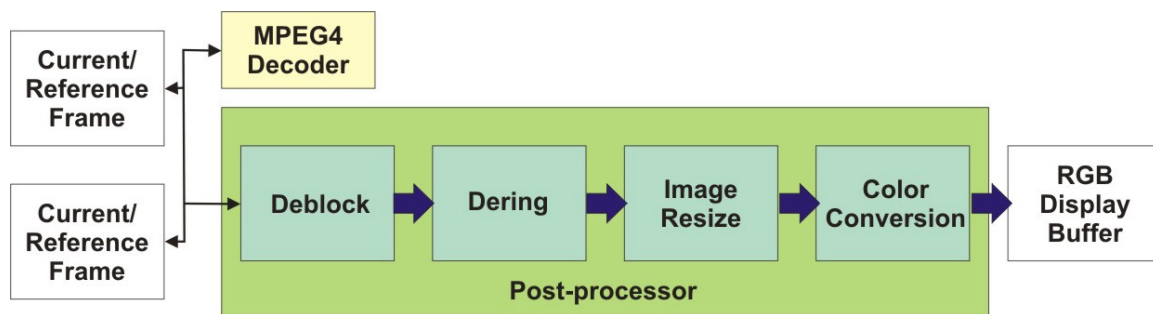 Current/
Reference
Frame
MPEG4
Decoder
Current/
Reference
Frame
Deblock
Dering
Image
Resize
Color
Conversion
RGB
Display
Buffer
Post-processor